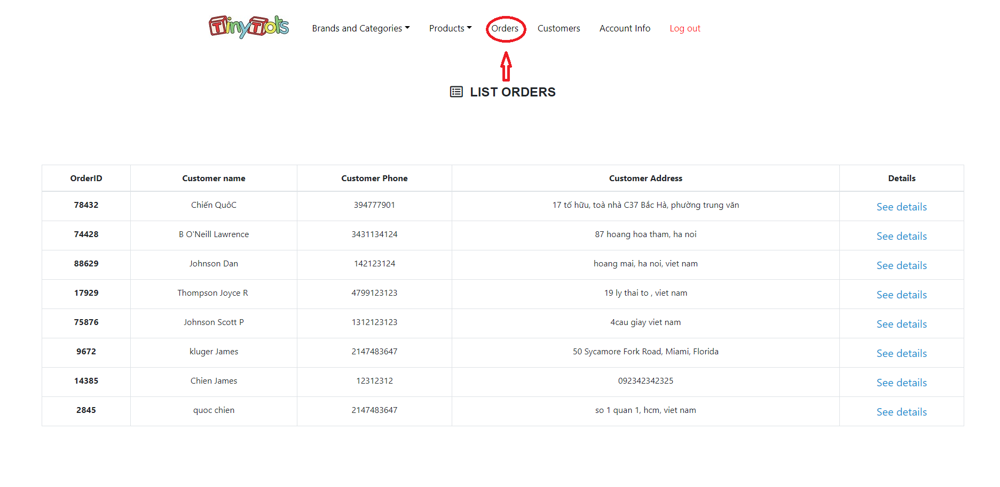 TinyTots Brands and Categories Products Orders Customers Account Info Log out
LIST ORDERS
OrderID Customer name Customer Phone Customer Address Details
78432 Chiến QuôC 394777901 17 tố hữu, toà nhà C37 Bắc Hà, phường trung văn See details
74428 B O'Neill Lawrence 3431134124 87 hoang hoa tham, ha noi See details
88629 Johnson Dan 142123124 hoang mai, ha noi, viet nam See details
17929 Thompson Joyce R 4799123123 19 ly thai to , viet nam See details
75876 Johnson Scott P 1312123123 4cau giay viet nam See details
9672 kluger James 2147483647 50 Sycamore Fork Road, Miami, Florida See details
14385 Chien James 12312312 092342342325 See details
2845 quoc chien 2147483647 so 1 quan 1, hcm, viet nam See details